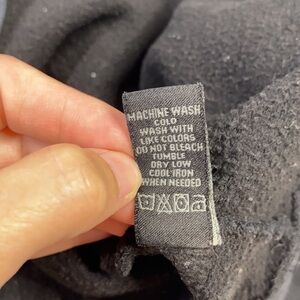 MACHINE WASH
COLD
WASH WITH
LIKE COLORS
DO NOT BLEACH
TUMBLE
DRY LOW
COOL IRON
WHEN NEEDED